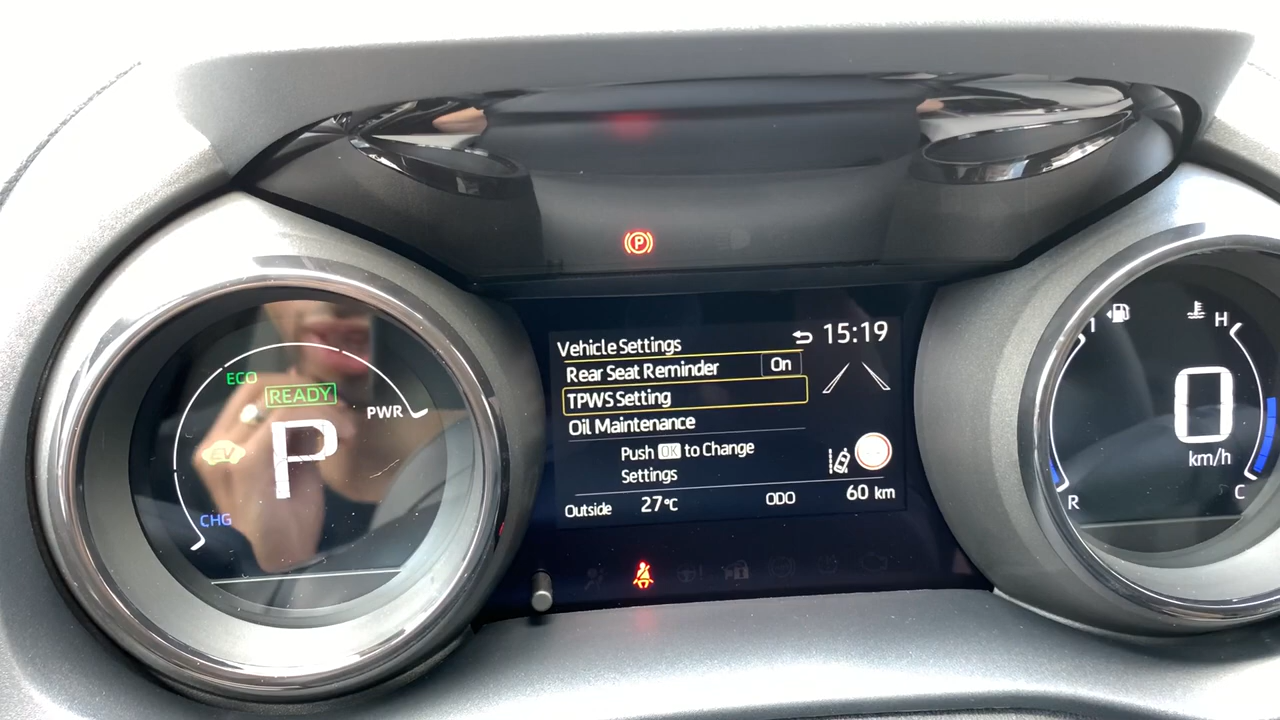 Vehicle Settings
15:19
Rear Seat Reminder On
TPWS Setting
Oil Maintenance
Push OK to Change
Settings
Outside 27°C ODO 60 km
ECO
READY
PWR
P
EV
CHG
P
1
H
0
km/h
R
C